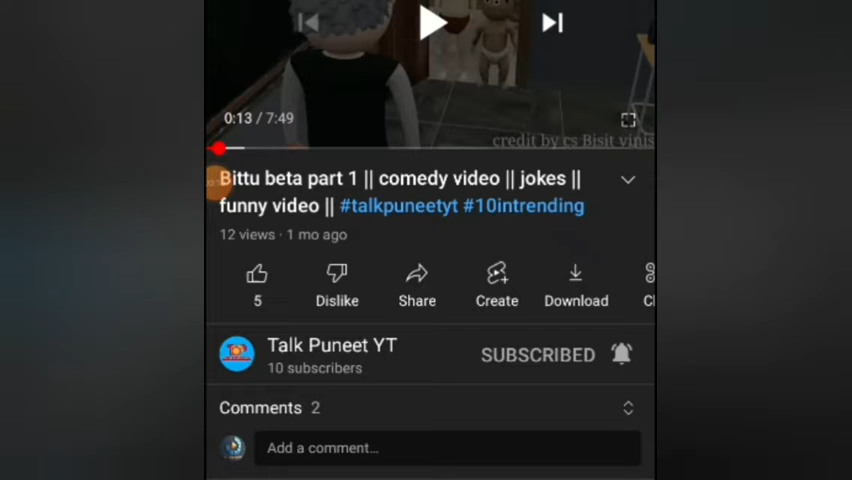 0:13 / 7:49
credit by cs Bisit vinis
Bittu beta part 1 || comedy video || jokes ||
funny video || #talkpuneetyt #10intrending
12 views · 1 mo ago
5 Dislike Share Create Download
Talk Puneet YT
10 subscribers
SUBSCRIBED
Comments 2
Add a comment...